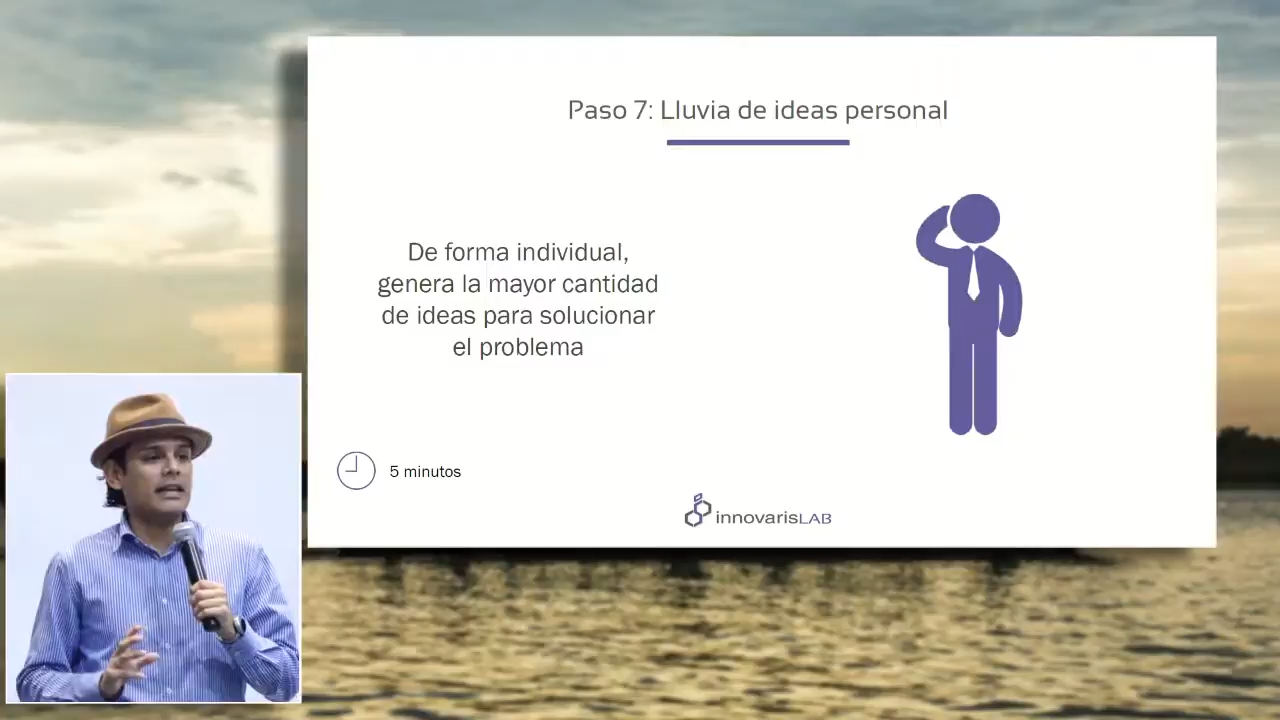 Paso 7: Lluvia de ideas personal
De forma individual,
genera la mayor cantidad
de ideas para solucionar
el problema
5 minutos
innovarisLAB